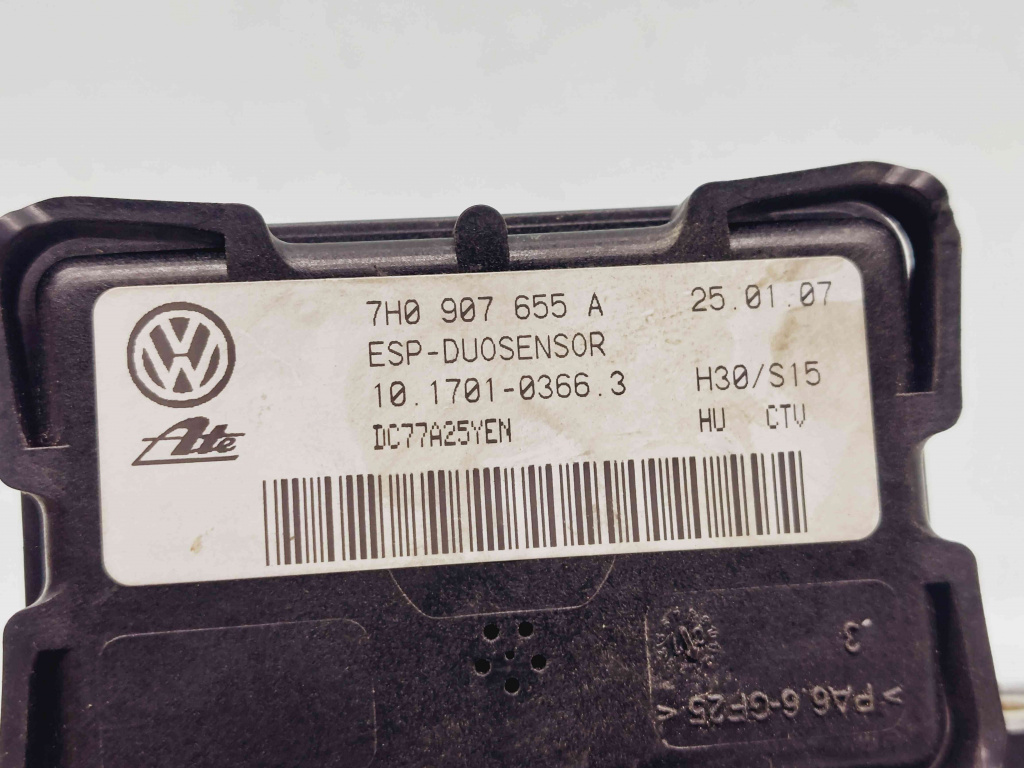 7H0 907 655 A 25.01.07
ESP-DUOSENSOR
10.1701-0366.3 H30/S15
DC77A25YEN HU CTV
Ate
.3
>PA6.6-GF25<